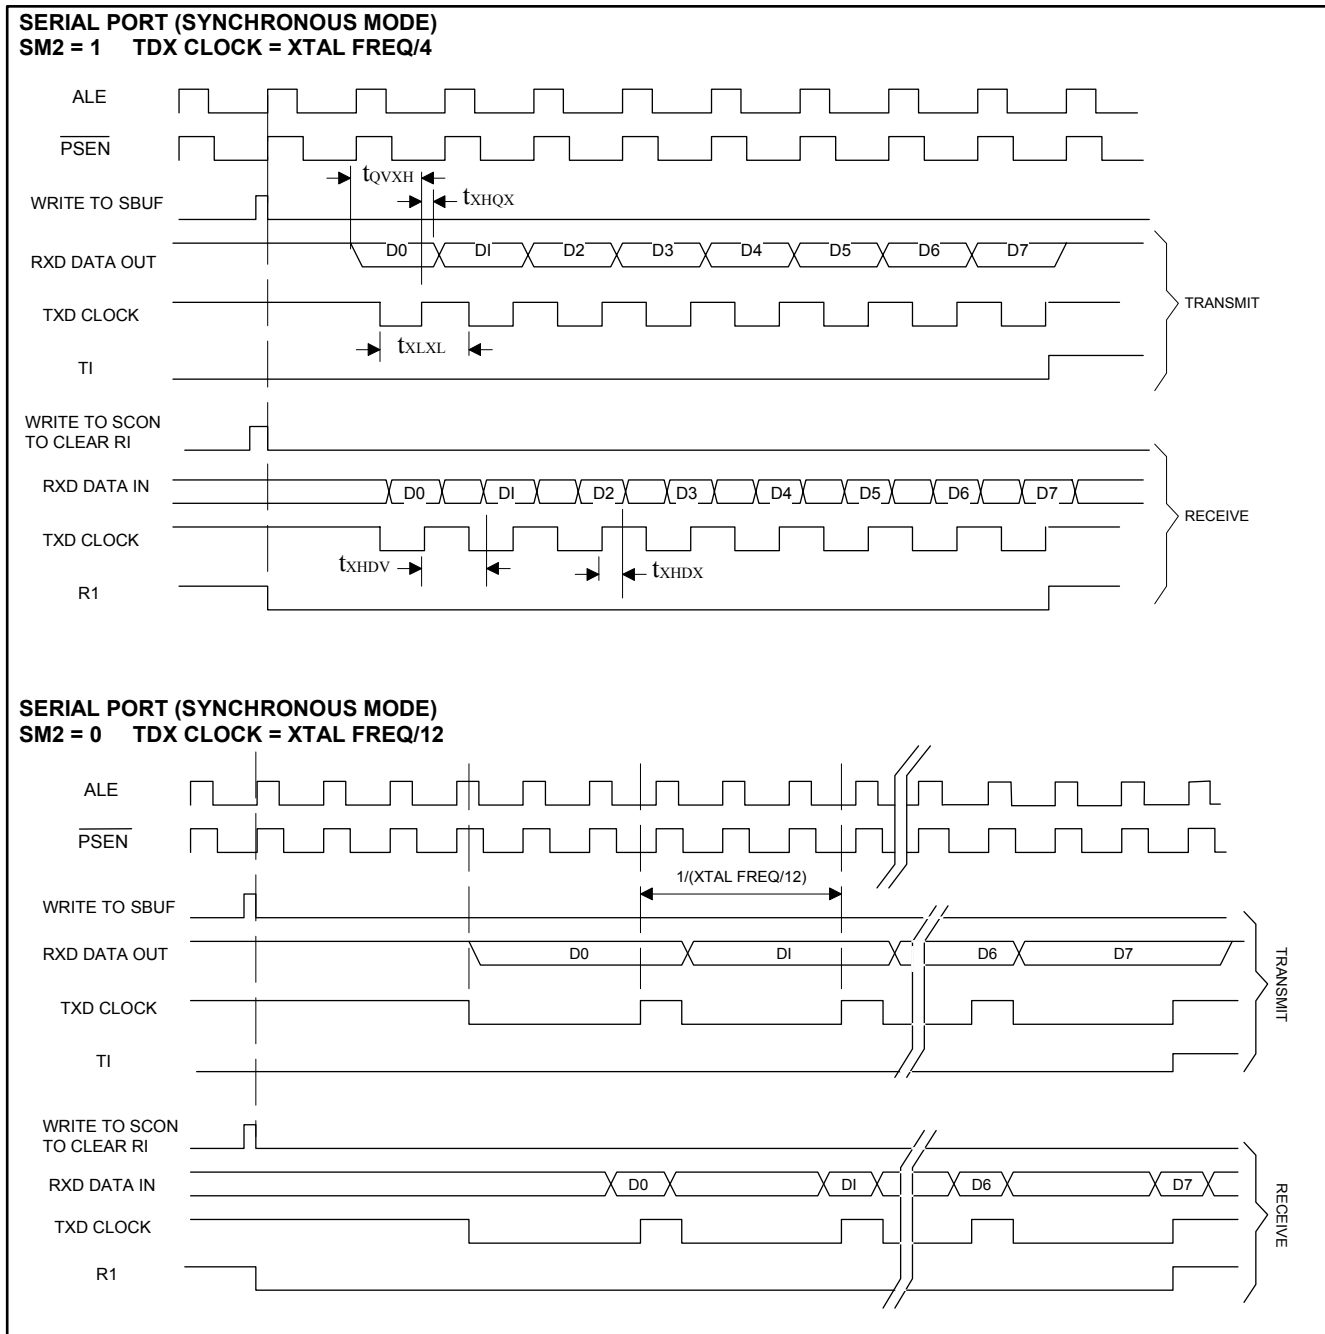 SERIAL PORT (SYNCHRONOUS MODE)
SM2 = 1 TDX CLOCK = XTAL FREQ/4
ALE
PSEN
tQVXH
tXHQX
WRITE TO SBUF
RXD DATA OUT
D0 DI D2 D3 D4 D5 D6 D7
TXD CLOCK
TRANSMIT
tXLXL
TI
WRITE TO SCON
TO CLEAR RI
RXD DATA IN
D0 DI D2 D3 D4 D5 D6 D7
TXD CLOCK
RECEIVE
tXHDV
tXHDX
R1
SERIAL PORT (SYNCHRONOUS MODE)
SM2 = 0 TDX CLOCK = XTAL FREQ/12
ALE
PSEN
1/(XTAL FREQ/12)
WRITE TO SBUF
RXD DATA OUT
D0 DI D6 D7
TXD CLOCK
TRANSMIT
TI
WRITE TO SCON
TO CLEAR RI
RXD DATA IN
D0 DI D6 D7
TXD CLOCK
RECEIVE
R1